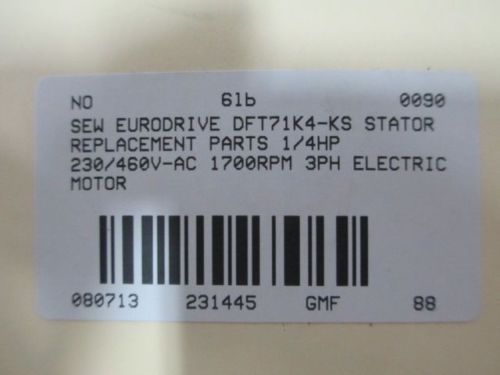 NO 6lb 0090
SEW EURODRIVE DFT71K4-KS STATOR
REPLACEMENT PARTS 1/4HP
230/460V-AC 1700RPM 3PH ELECTRIC
MOTOR
080713 231445 GMF 88